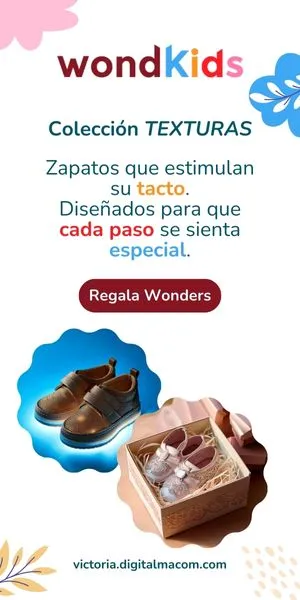 wondkids
Colección TEXTURAS
Zapatos que estimulan
su tacto.
Diseñados para que
cada paso se sienta
especial.
Regala Wonders
victoria.digitalmacom.com